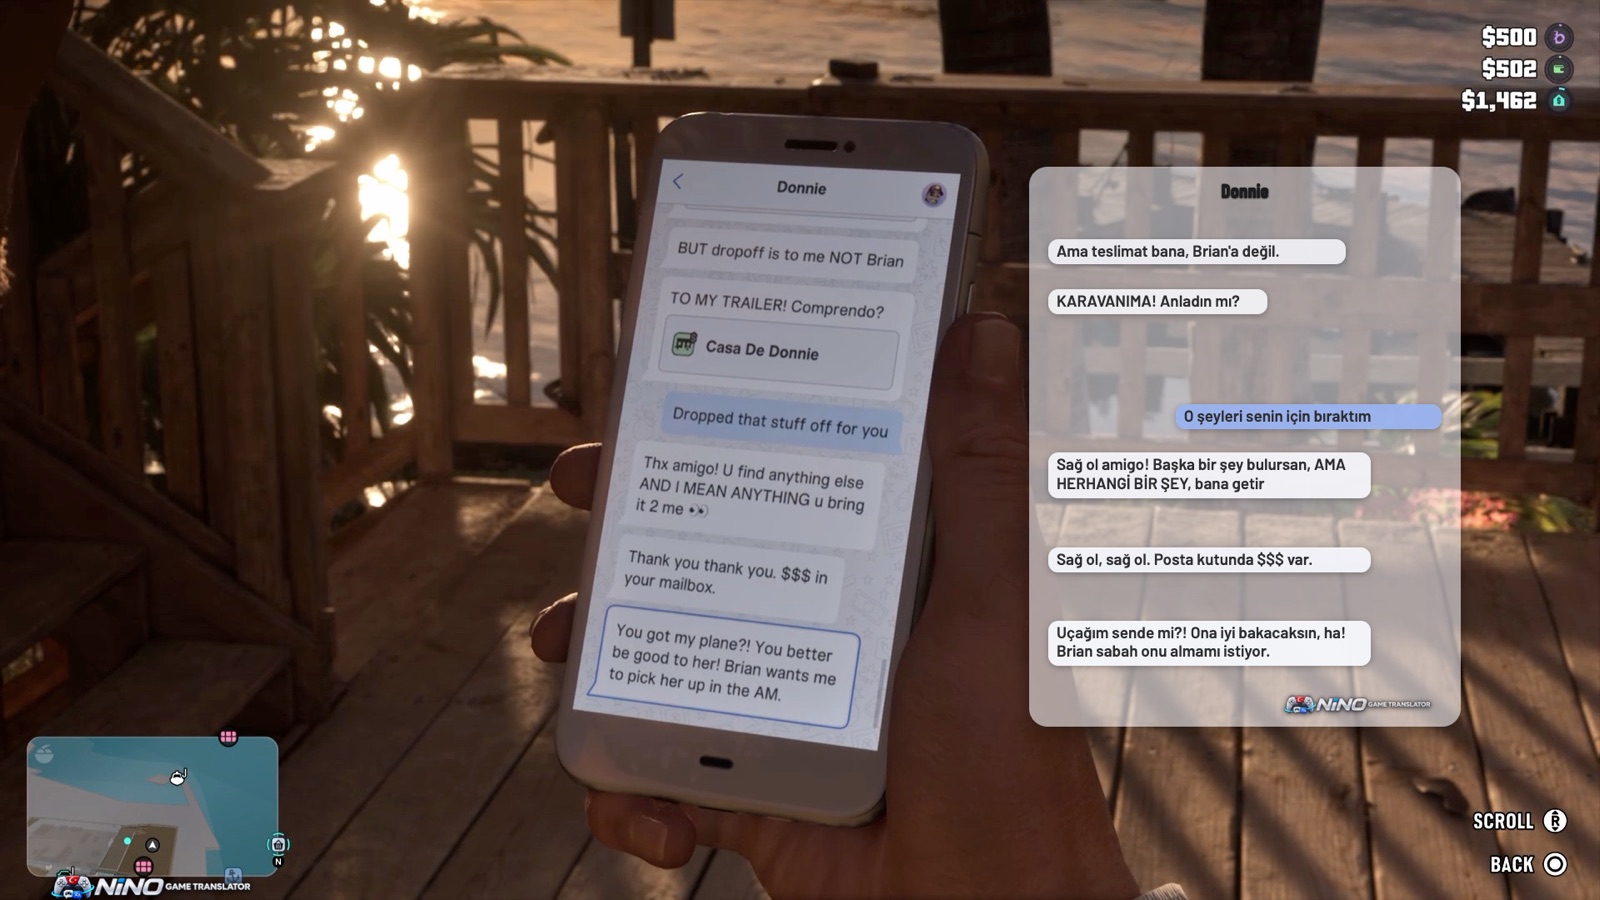 $500
$502
$1,462
Donnie
BUT dropoff is to me NOT Brian
TO MY TRAILER! Comprendo?
Casa De Donnie
Dropped that stuff off for you
Thx amigo! U find anything else
AND I MEAN ANYTHING u bring
it 2 me 👀
Thank you thank you. $$$ in
your mailbox.
You got my plane?! You better
be good to her! Brian wants me
to pick her up in the AM.
Donnie
Ama teslimat bana, Brian'a değil.
KARAVANIMA! Anladın mı?
O şeyleri senin için bıraktım
Sağ ol amigo! Başka bir şey bulursan, AMA
HERHANGİ BİR ŞEY, bana getir
Sağ ol, sağ ol. Posta kutunda $$$ var.
Uçağım sende mi?! Ona iyi bakacaksın, ha!
Brian sabah onu almamı istiyor.
NiNO GAME TRANSLATOR
N
NiNO GAME TRANSLATOR
SCROLL R
BACK